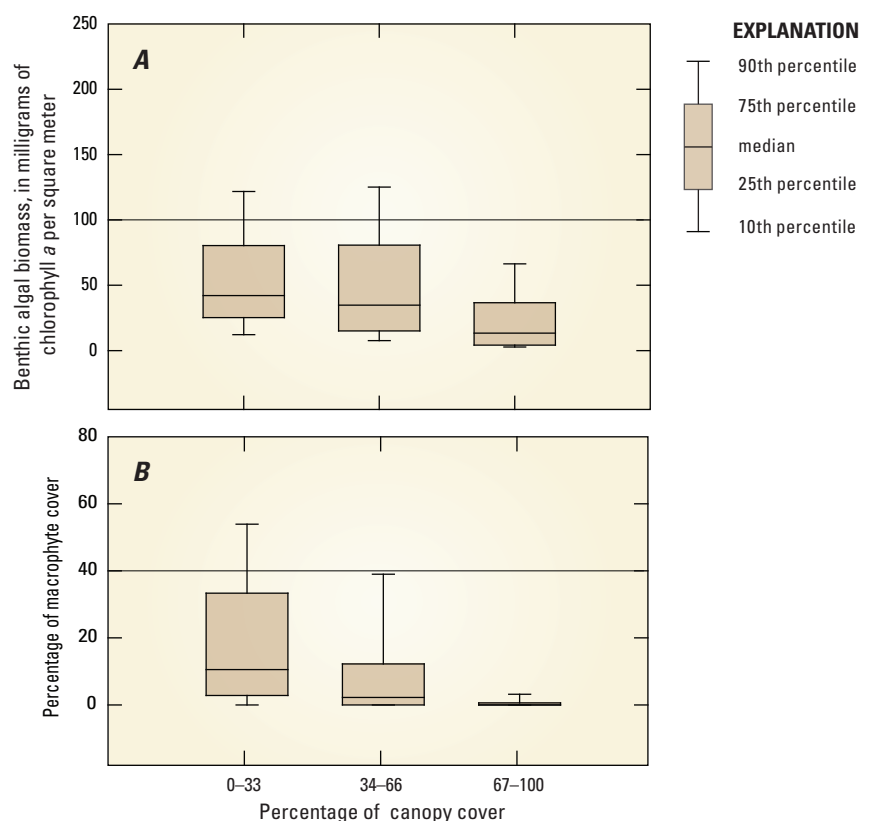 A
250
200
150
100
50
0
Benthic algal biomass, in milligrams of
chlorophyll a per square meter
EXPLANATION
90th percentile
75th percentile
median
25th percentile
10th percentile
B
80
60
40
20
0
Percentage of macrophyte cover
0–33
34–66
67–100
Percentage of canopy cover